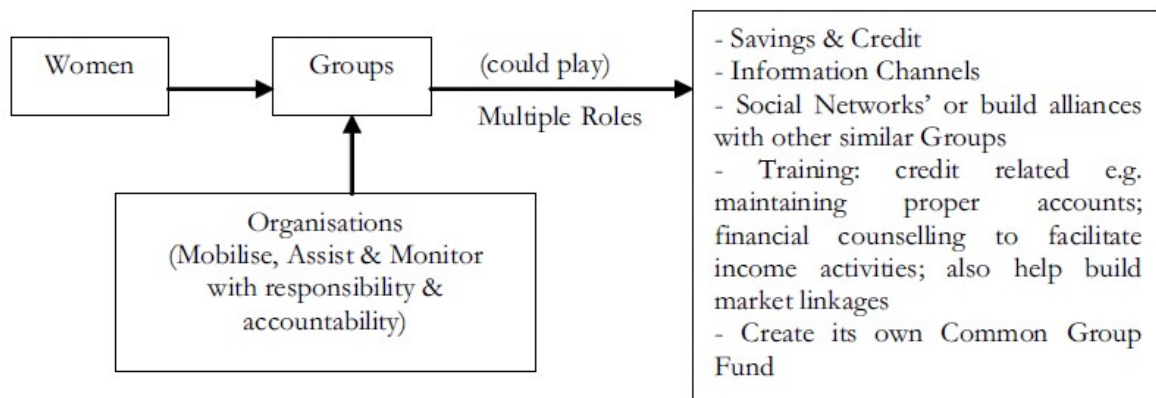 Women
Groups
(could play)
Multiple Roles
Organisations
(Mobilise, Assist & Monitor
with responsibility &
accountability)
- Savings & Credit
- Information Channels
- Social Networks’ or build alliances
with other similar Groups
- Training: credit related e.g.
maintaining proper accounts;
financial counselling to facilitate
income activities; also help build
market linkages
- Create its own Common Group
Fund